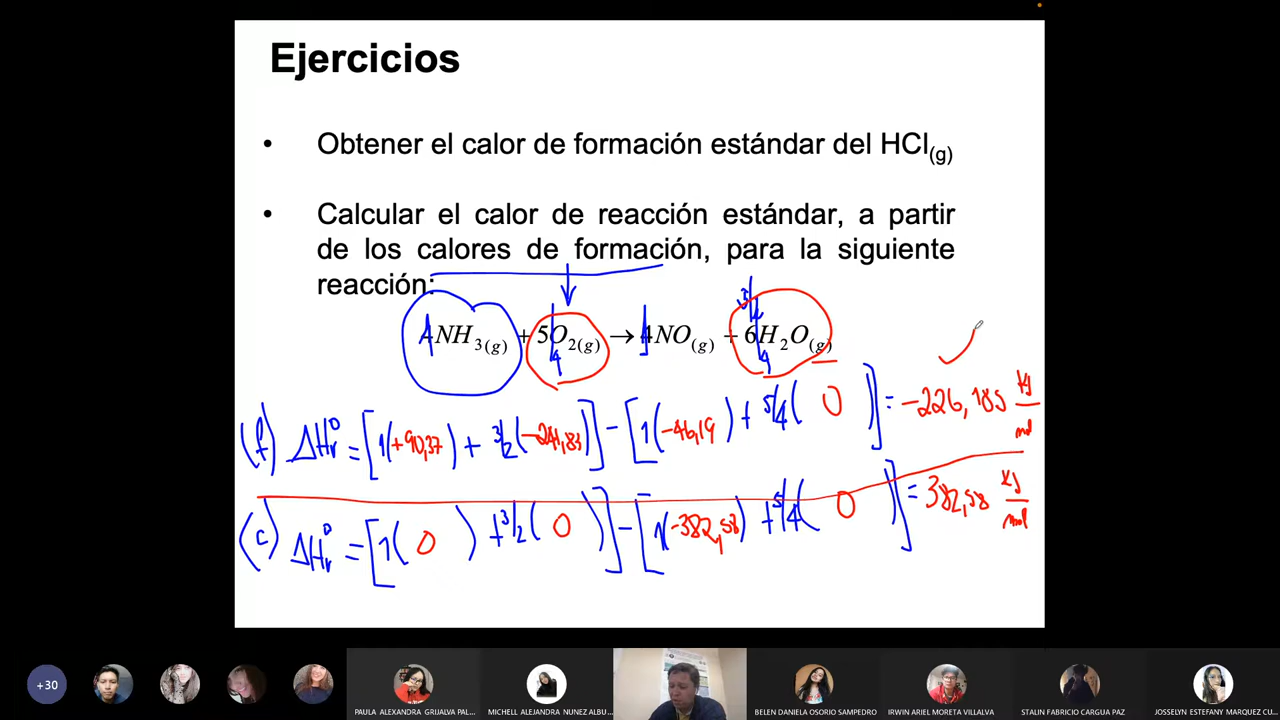 Ejercicios
• Obtener el calor de formación estándar del HCl(g)
• Calcular el calor de reacción estándar, a partir
de los calores de formación, para la siguiente
reacción:
4NH3(g) + 5O2(g) → 4NO(g) + 6H2O(g)
(f) ΔHr° = [1(+90,37) + 3/2(-241,83)] - [1(-46,19) + 5/4( 0 )] = -226,185 kJ/mol
(c) ΔHr° = [1( 0 ) + 3/2( 0 )] - [1(-382,58) + 5/4( 0 )] = 382,58 kJ/mol
+30
PAULA ALEXANDRA GRIJALVA PAL...
MICHELL ALEJANDRA NUNEZ ALBU...
BELEN DANIELA OSORIO SAMPEDRO
IRWIN ARIEL MORETA VILLALVA
STALIN FABRICIO CARGUA PAZ
JOSSELYN ESTEFANY MARQUEZ CU...